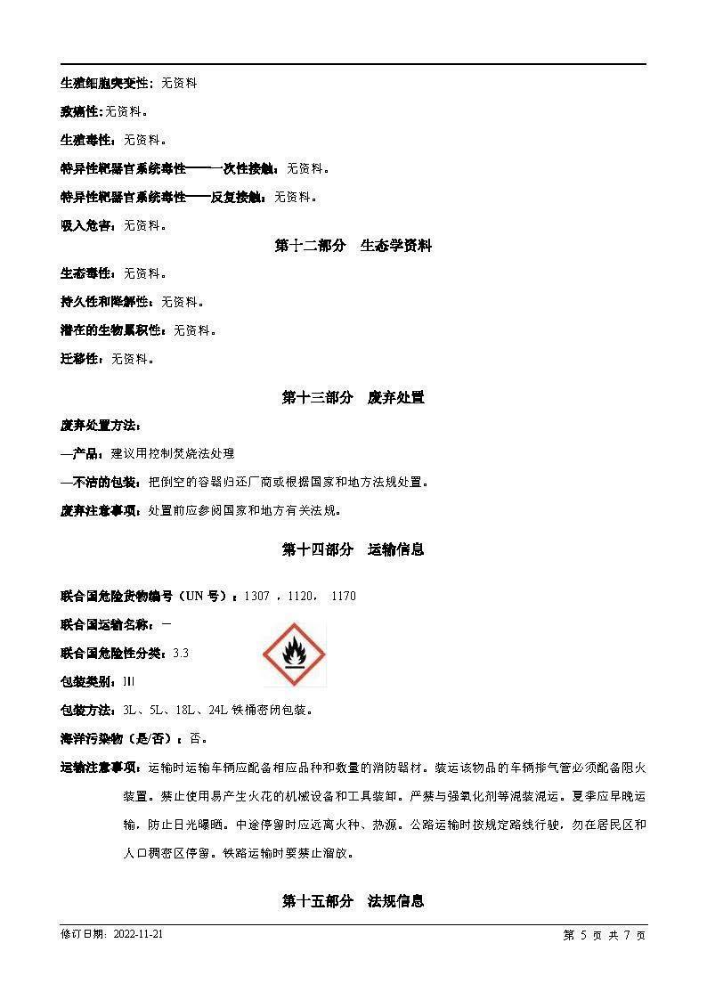 生殖细胞突变性：无资料
致癌性:无资料。
生殖毒性：无资料。
特异性靶器官系统毒性——一次性接触：无资料。
特异性靶器官系统毒性——反复接触：无资料。
吸入危害：无资料。
第十二部分 生态学资料
生态毒性：无资料。
持久性和降解性：无资料。
潜在的生物累积性：无资料。
迁移性：无资料。
第十三部分 废弃处置
废弃处置方法：
—产品：建议用控制焚烧法处理
—不洁的包装：把倒空的容器归还厂商或根据国家和地方法规处置。
废弃注意事项：处置前应参阅国家和地方有关法规。
第十四部分 运输信息
联合国危险货物编号（UN 号）：1307 ，1120， 1170
联合国运输名称：－
联合国危险性分类：3.3
包装类别：III
包装方法：3L、5L、18L、24L 铁桶密闭包装。
海洋污染物（是/否）：否。
运输注意事项：运输时运输车辆应配备相应品种和数量的消防器材。装运该物品的车辆排气管必须配备阻火
装置。禁止使用易产生火花的机械设备和工具装卸。严禁与强氧化剂等混装混运。夏季应早晚运
输，防止日光曝晒。中途停留时应远离火种、热源。公路运输时按规定路线行驶，勿在居民区和
人口稠密区停留。铁路运输时要禁止溜放。
第十五部分 法规信息
修订日期：2022-11-21
第 5 页 共 7 页